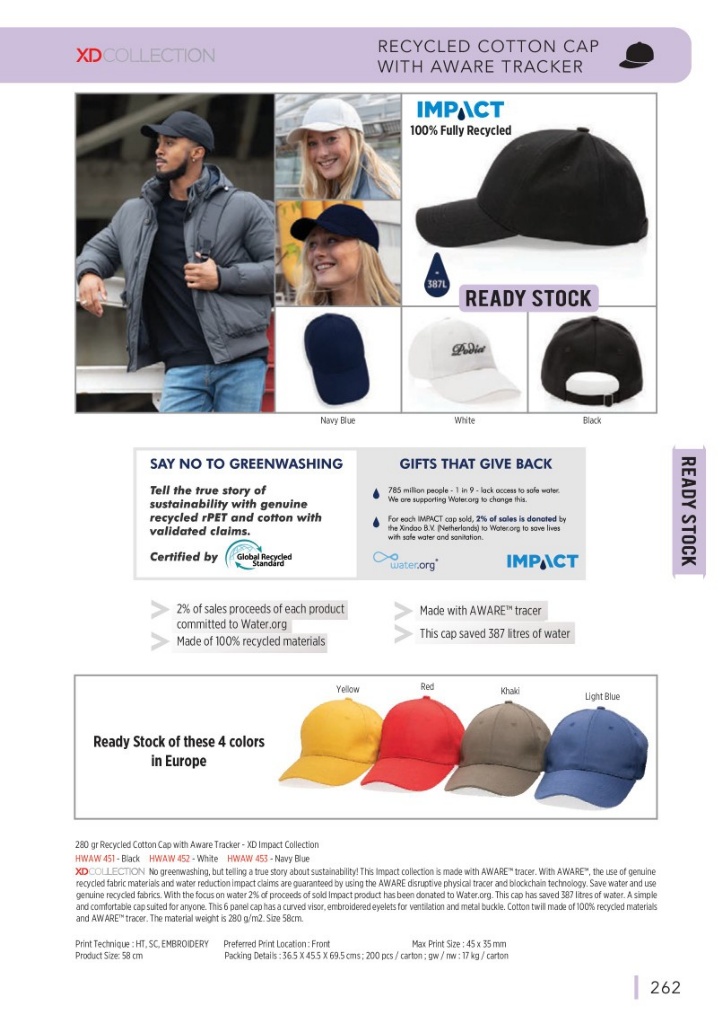 XDCOLLECTION
RECYCLED COTTON CAP
WITH AWARE TRACKER
IMPACT
100% Fully Recycled
387L
READY STOCK
Navy Blue
White
Black
SAY NO TO GREENWASHING
Tell the true story of
sustainability with genuine
recycled rPET and cotton with
validated claims.
Certified by
Global Recycled
Standard
GIFTS THAT GIVE BACK
785 million people - 1 in 9 - lack access to safe water.
We are supporting Water.org to change this.
For each IMPACT cap sold, 2% of sales is donated by
the Xindao B.V. (Netherlands) to Water.org to save lives
with safe water and sanitation.
water.org
IMPACT
READY STOCK
2% of sales proceeds of each product
committed to Water.org
Made of 100% recycled materials
Made with AWARE™ tracer
This cap saved 387 litres of water
Yellow
Red
Khaki
Light Blue
Ready Stock of these 4 colors
in Europe
280 gr Recycled Cotton Cap with Aware Tracker - XD Impact Collection
HWAW 451 - Black HWAW 452 - White HWAW 453 - Navy Blue
XDCOLLECTION No greenwashing, but telling a true story about sustainability! This Impact collection is made with AWARE™ tracer. With AWARE™, the use of genuine
recycled fabric materials and water reduction impact claims are guaranteed by using the AWARE disruptive physical tracer and blockchain technology. Save water and use
genuine recycled fabrics. With the focus on water 2% of proceeds of sold Impact product has been donated to Water.org. This cap has saved 387 litres of water. A simple
and comfortable cap suited for anyone. This 6 panel cap has a curved visor, embroidered eyelets for ventilation and metal buckle. Cotton twill made of 100% recycled materials
and AWARE™ tracer. The material weight is 280 g/m2. Size 58cm.
Print Technique : HT, SC, EMBROIDERY Preferred Print Location : Front Max Print Size : 45 x 35 mm
Product Size: 58 cm Packing Details : 36.5 X 45.5 X 69.5 cms ; 200 pcs / carton ; gw / nw : 17 kg / carton
262